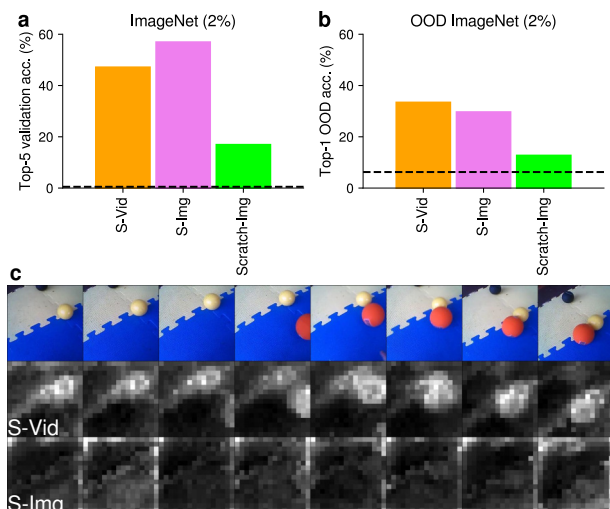 a
ImageNet (2%)
Top-5 validation acc. (%)
60
40
20
0
S-Vid
S-Img
Scratch-Img
b
OOD ImageNet (2%)
Top-1 OOD acc. (%)
60
40
20
0
S-Vid
S-Img
Scratch-Img
c
S-Vid
S-Img